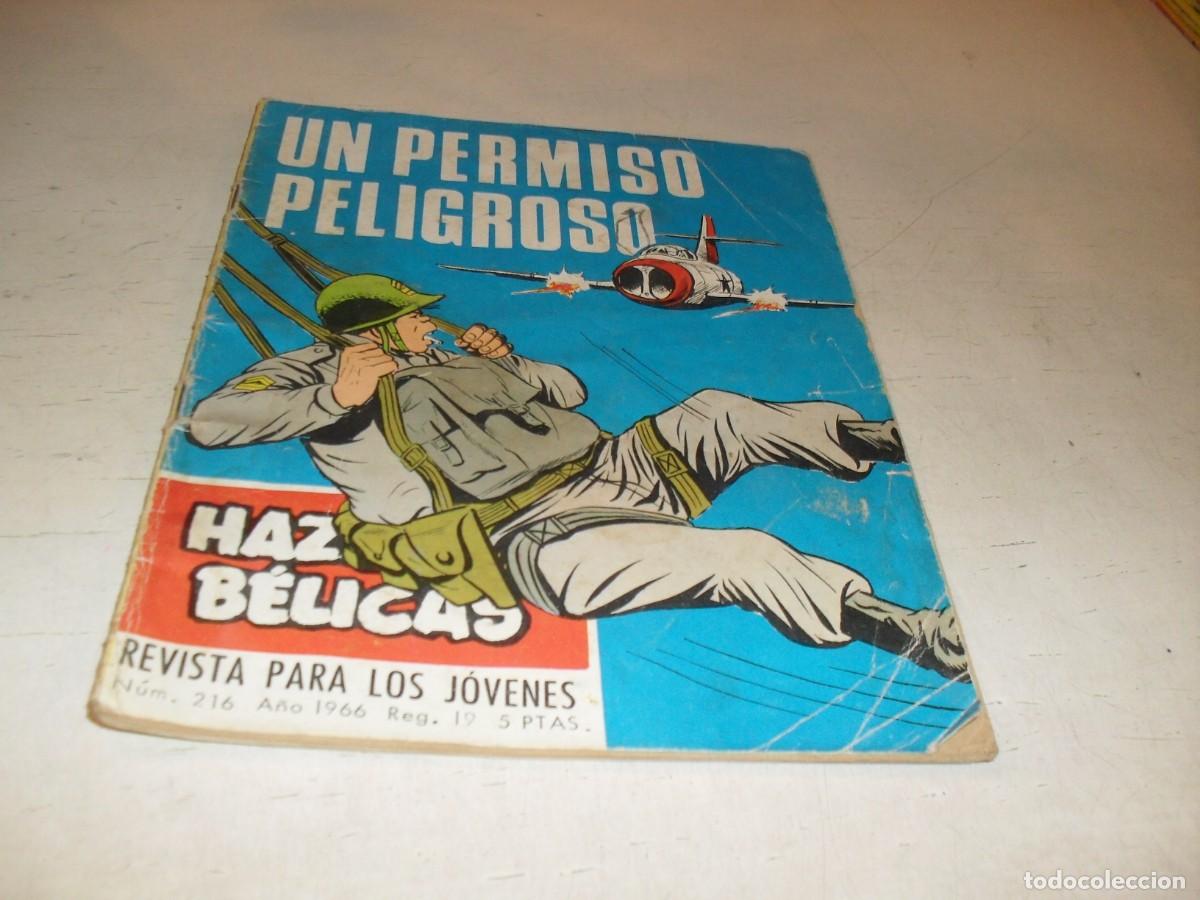 UN PERMISO
PELIGROSO
HAZ
BÉLICAS
REVISTA PARA LOS JÓVENES
Núm. 216 Año 1966 Reg. 19 5 PTAS.
todocoleccion